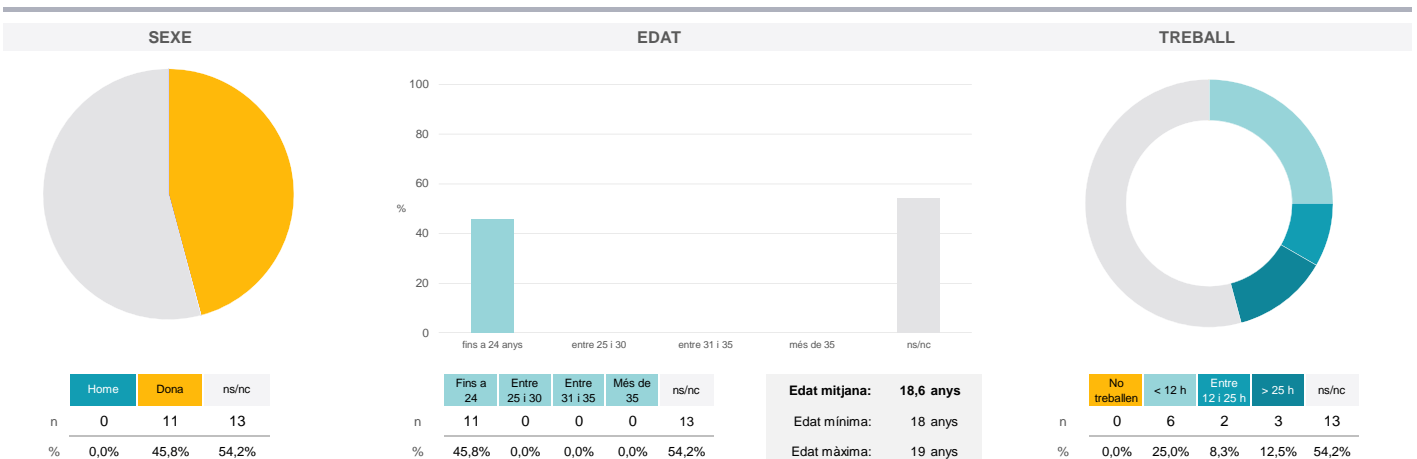 SEXE EDAT TREBALL
100
80
60
%
40
20
0
fins a 24 anys entre 25 i 30 entre 31 i 35 més de 35 ns/nc
Home Dona ns/nc
n 0 11 13
% 0,0% 45,8% 54,2%
Fins a 24 Entre 25 i 30 Entre 31 i 35 Més de 35 ns/nc
n 11 0 0 0 13
% 45,8% 0,0% 0,0% 0,0% 54,2%
Edat mitjana: 18,6 anys
Edat mínima: 18 anys
Edat màxima: 19 anys
No treballen < 12 h Entre 12 i 25 h > 25 h ns/nc
n 0 6 2 3 13
% 0,0% 25,0% 8,3% 12,5% 54,2%